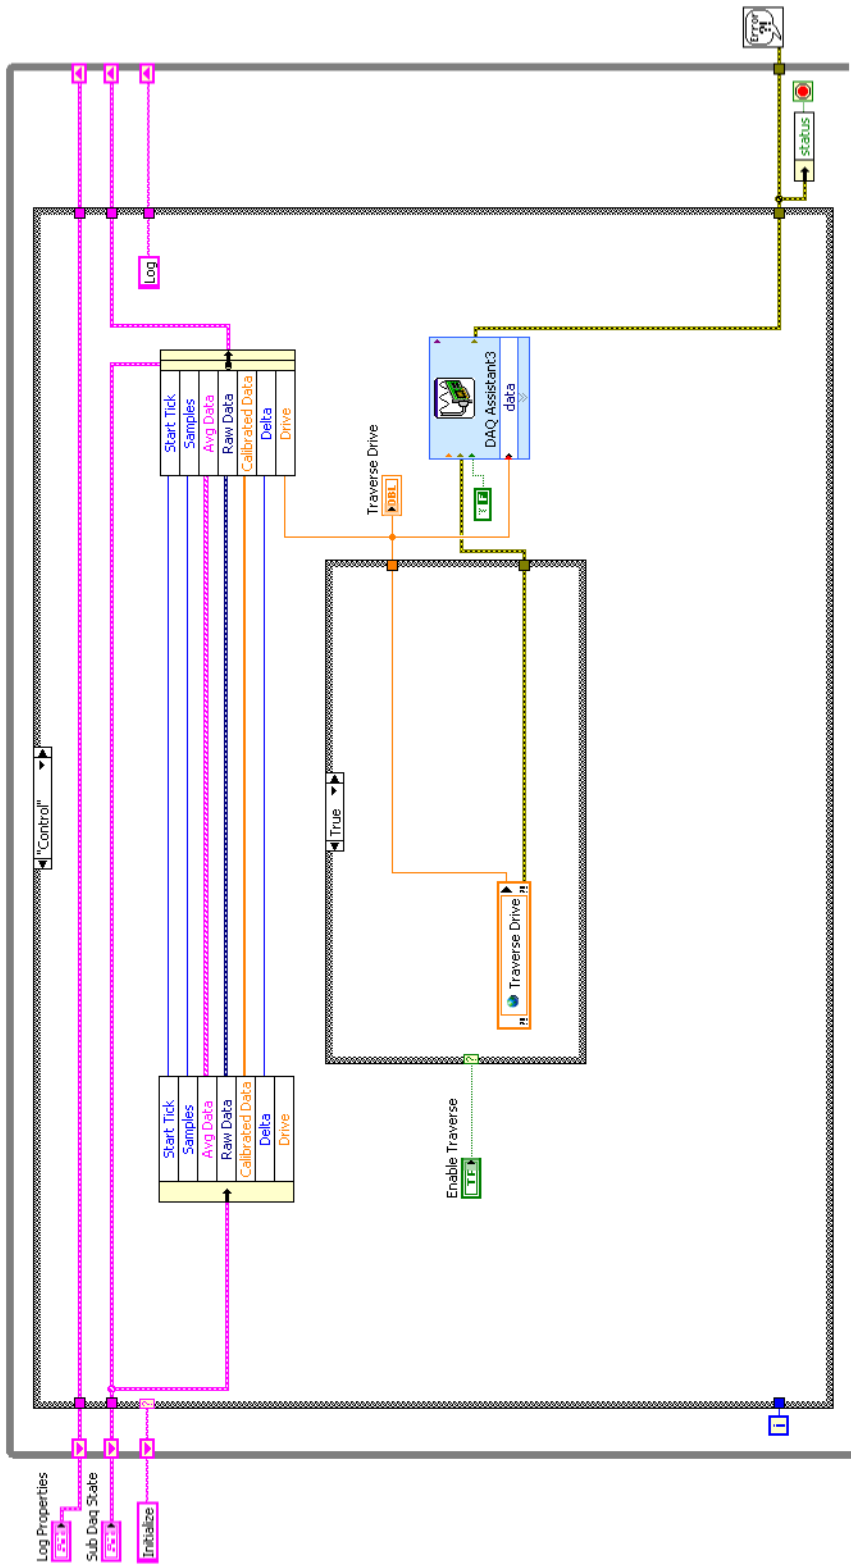 Log Properties
Sub Daq State
Initialize
"Control"
Start Tick
Samples
Avg Data
Raw Data
Calibrated Data
Delta
Drive
Enable Traverse
TF
True
Traverse Drive
?!
?!
Start Tick
Samples
Avg Data
Raw Data
Calibrated Data
Delta
Drive
Traverse Drive
DBL
F
DAQ Assistant3
data
Log
status
Error
?!
i
?
?